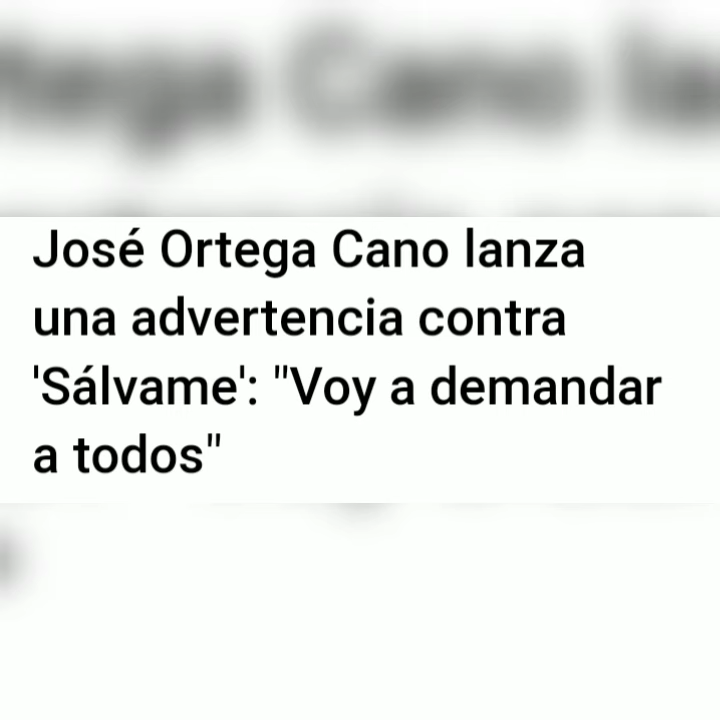 José Ortega Cano lanza
una advertencia contra
'Sálvame': "Voy a demandar
a todos"